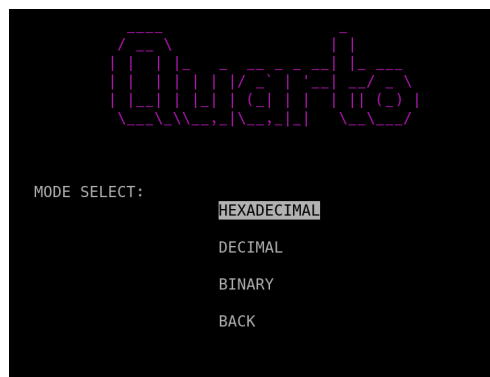 Quarto
MODE SELECT:
HEXADECIMAL
DECIMAL
BINARY
BACK